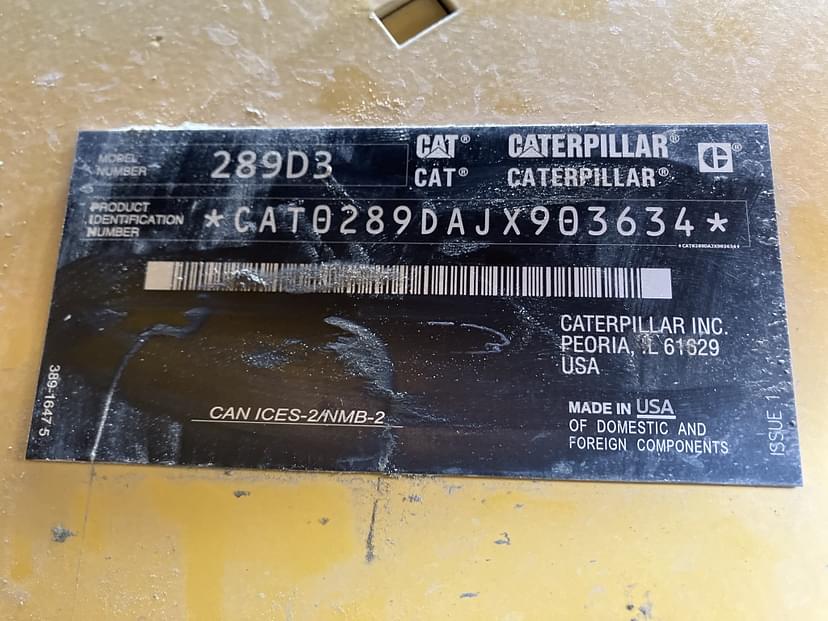 MODEL NUMBER 289D3
CAT® CATERPILLAR® ®
CAT® CATERPILLAR®
PRODUCT
IDENTIFICATION
NUMBER
*CAT0289DAJX903634*
*CAT0289DAJX903634*
CATERPILLAR INC.
PEORIA, IL 61629
USA
389-1647 5
CAN ICES-2/NMB-2
MADE IN USA
OF DOMESTIC AND
FOREIGN COMPONENTS
ISSUE 1